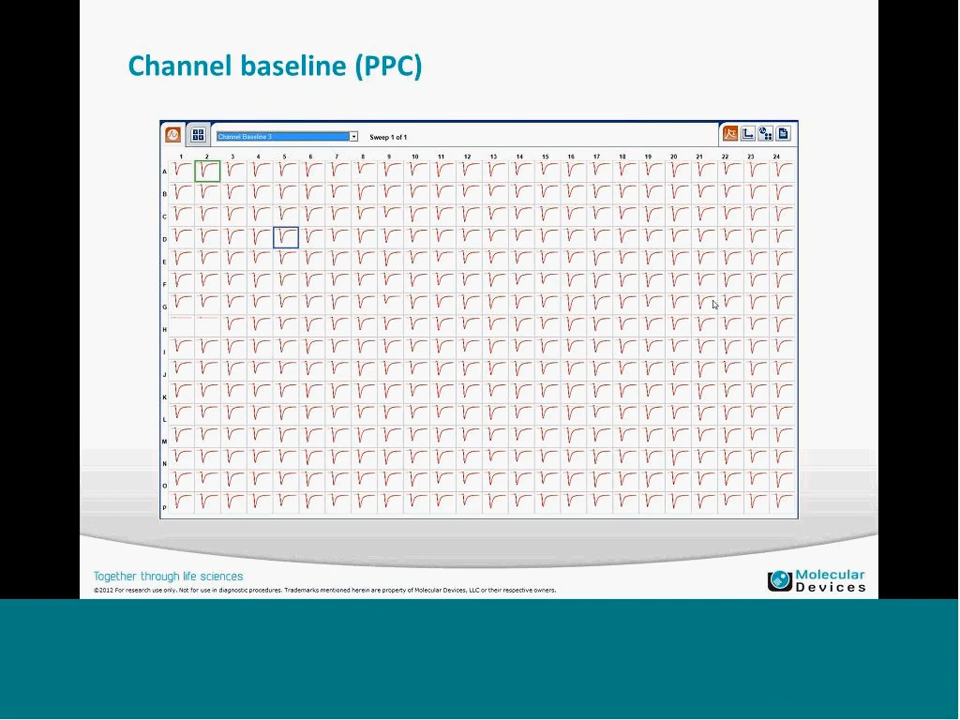 Channel baseline (PPC)
Channel Baseline 3 Sweep 1 of 1
1 2 3 4 5 6 7 8 9 10 11 12 13 14 15 16 17 18 19 20 21 22 23 24
A
B
C
D
E
F
G
H
I
J
K
L
M
N
O
P
Together through life sciences
©2012 For research use only. Not for use in diagnostic procedures. Trademarks mentioned herein are property of Molecular Devices, LLC or their respective owners.
Molecular
Devices